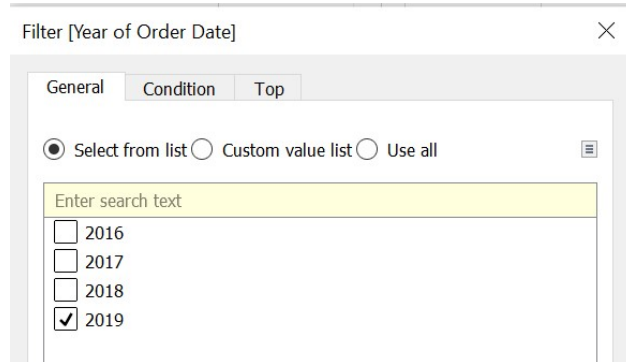 Filter [Year of Order Date]
General Condition Top
Select from list Custom value list Use all
Enter search text
2016
2017
2018
2019